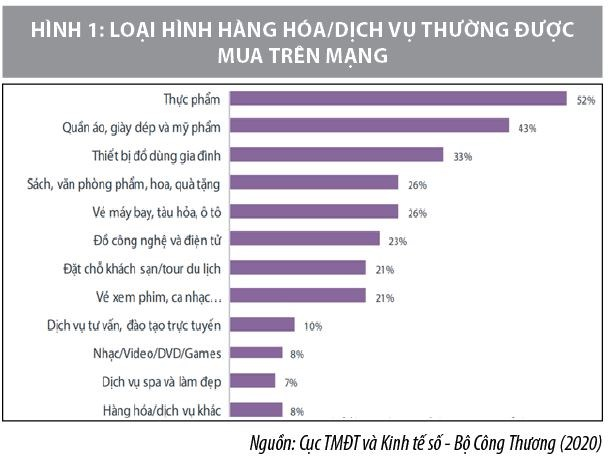 HÌNH 1: LOẠI HÌNH HÀNG HÓA/DỊCH VỤ THƯỜNG ĐƯỢC
MUA TRÊN MẠNG
Thực phẩm 52%
Quần áo, giày dép và mỹ phẩm 43%
Thiết bị đồ dùng gia đình 33%
Sách, văn phòng phẩm, hoa, quà tặng 26%
Vé máy bay, tàu hỏa, ô tô 26%
Đồ công nghệ và điện tử 23%
Đặt chỗ khách sạn/tour du lịch 21%
Vé xem phim, ca nhạc... 21%
Dịch vụ tư vấn, đào tạo trực tuyến 10%
Nhạc/Video/DVD/Games 8%
Dịch vụ spa và làm đẹp 7%
Hàng hóa/dịch vụ khác 8%
Nguồn: Cục TMĐT và Kinh tế số - Bộ Công Thương (2020)